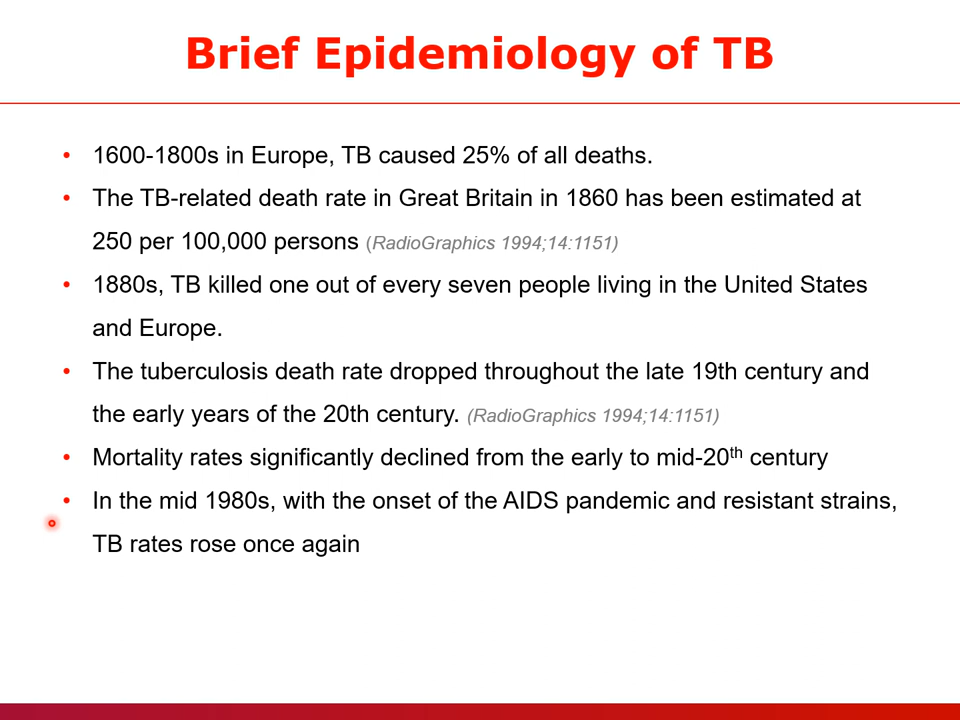 Brief Epidemiology of TB
• 1600-1800s in Europe, TB caused 25% of all deaths.
• The TB-related death rate in Great Britain in 1860 has been estimated at
250 per 100,000 persons (RadioGraphics 1994;14:1151)
• 1880s, TB killed one out of every seven people living in the United States
and Europe.
• The tuberculosis death rate dropped throughout the late 19th century and
the early years of the 20th century. (RadioGraphics 1994;14:1151)
• Mortality rates significantly declined from the early to mid-20th century
• In the mid 1980s, with the onset of the AIDS pandemic and resistant strains,
TB rates rose once again